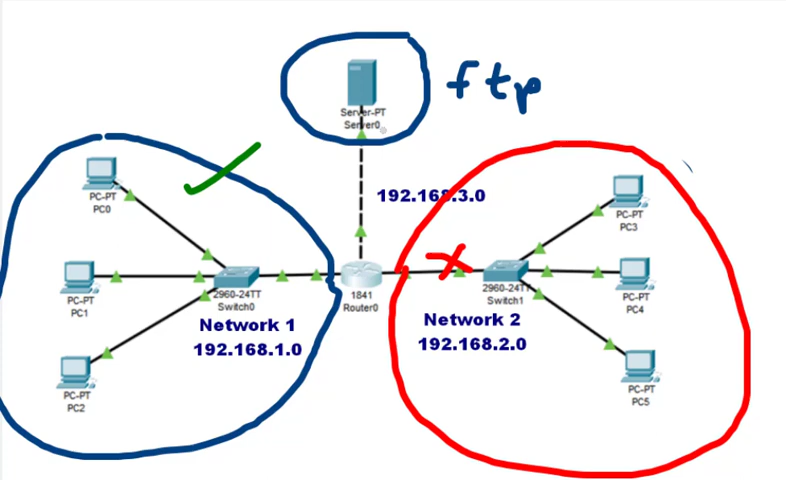 ftp
Server-PT
Server0
192.168.3.0
PC-PT
PC0
PC-PT
PC1
PC-PT
PC2
2960-24TT
Switch0
Network 1
192.168.1.0
1841
Router0
2960-24TT
Switch1
Network 2
192.168.2.0
PC-PT
PC3
PC-PT
PC4
PC-PT
PC5